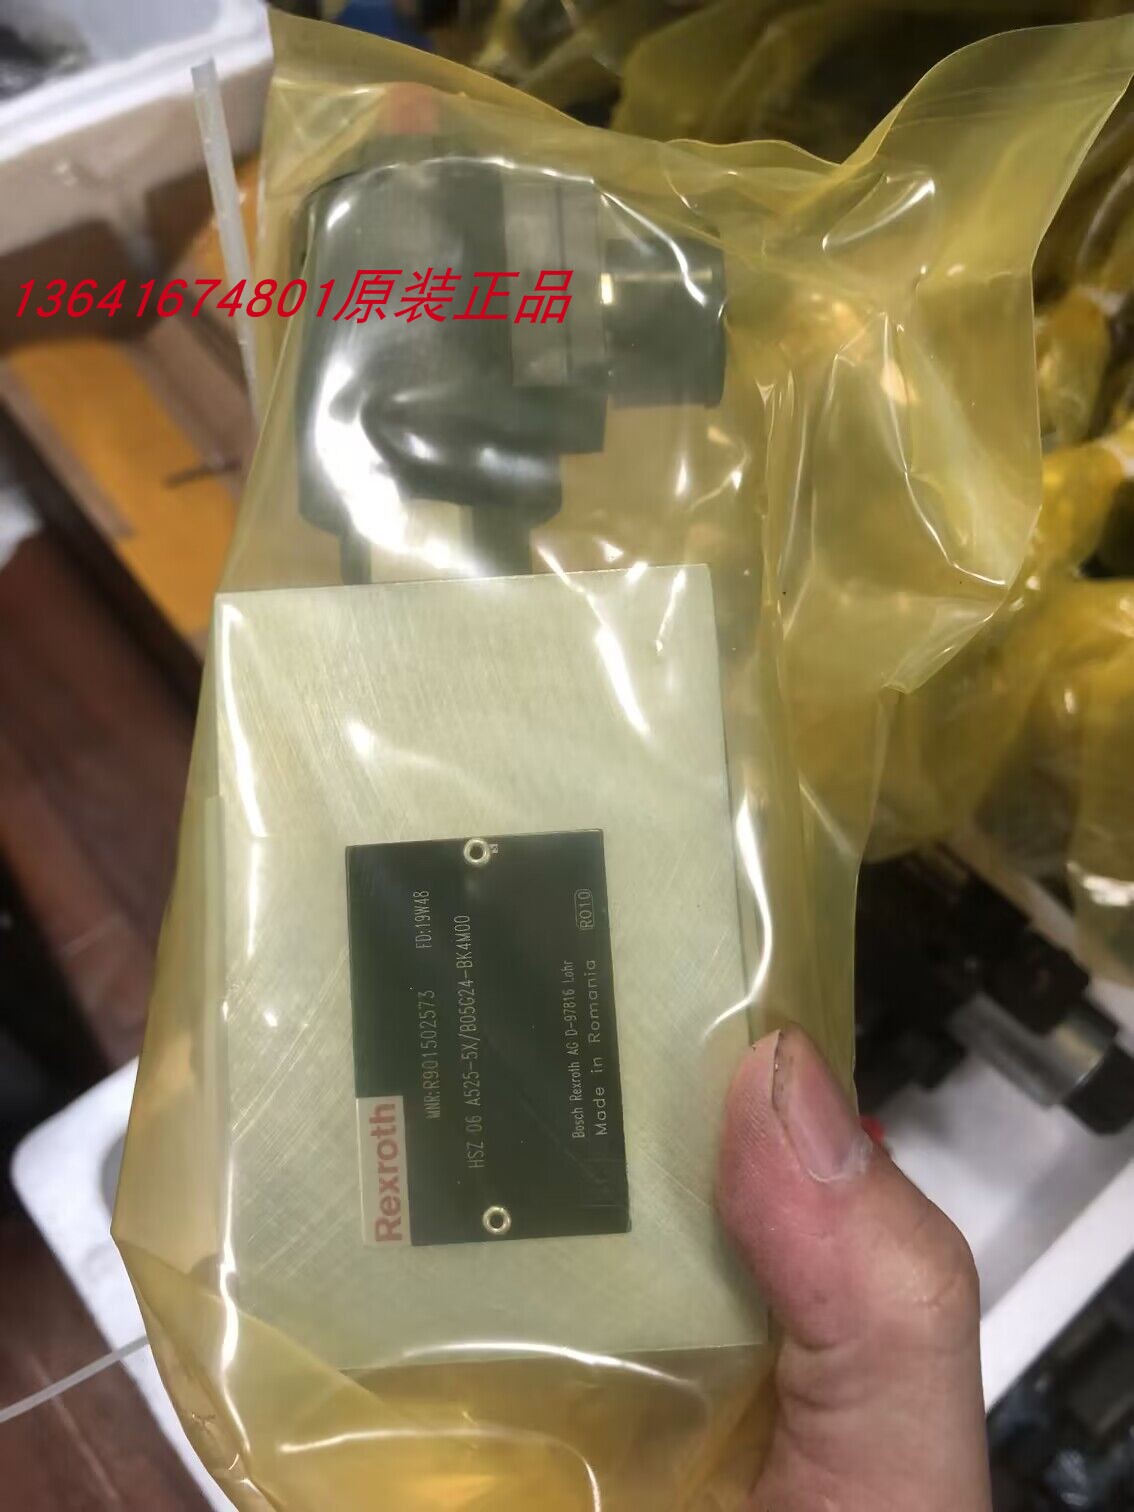 13641674801原装正品
Rexroth
MNR:R901502573 FD:19W48
HSZ 06 A525-5X/B05G24-BK4M00
Bosch Rexroth AG D-97816 Lohr
Made in Romania R010